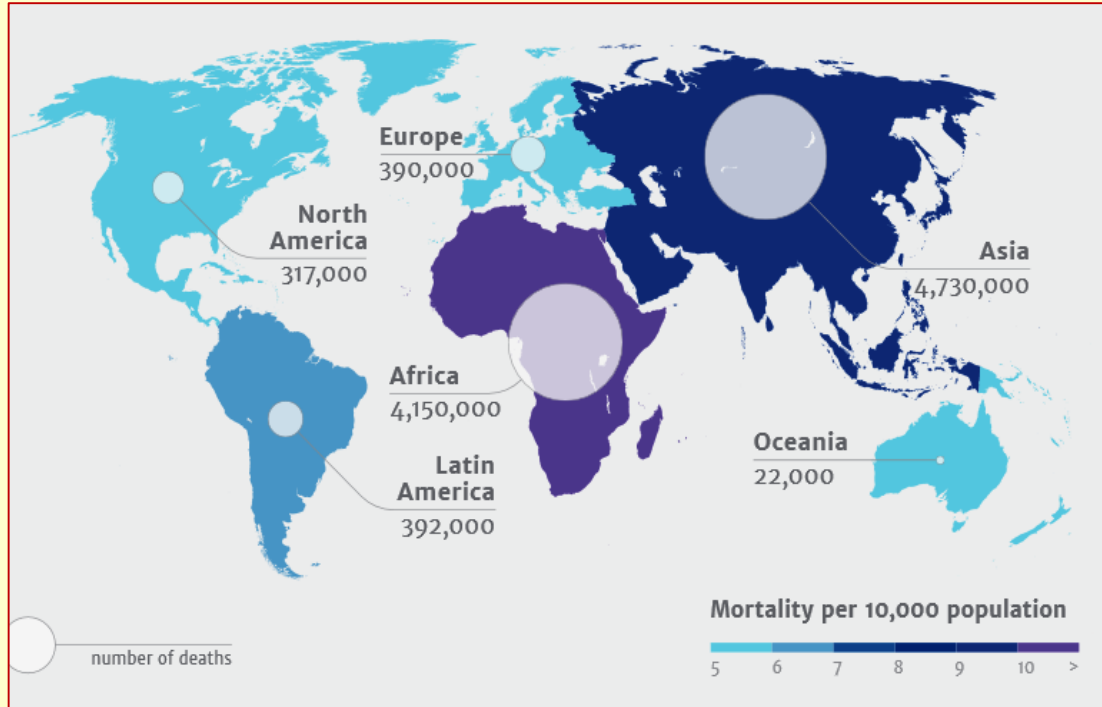 Europe
390,000
North
America
317,000
Asia
4,730,000
Africa
4,150,000
Oceania
22,000
Latin
America
392,000
Mortality per 10,000 population
number of deaths
5 6 7 8 9 10 >